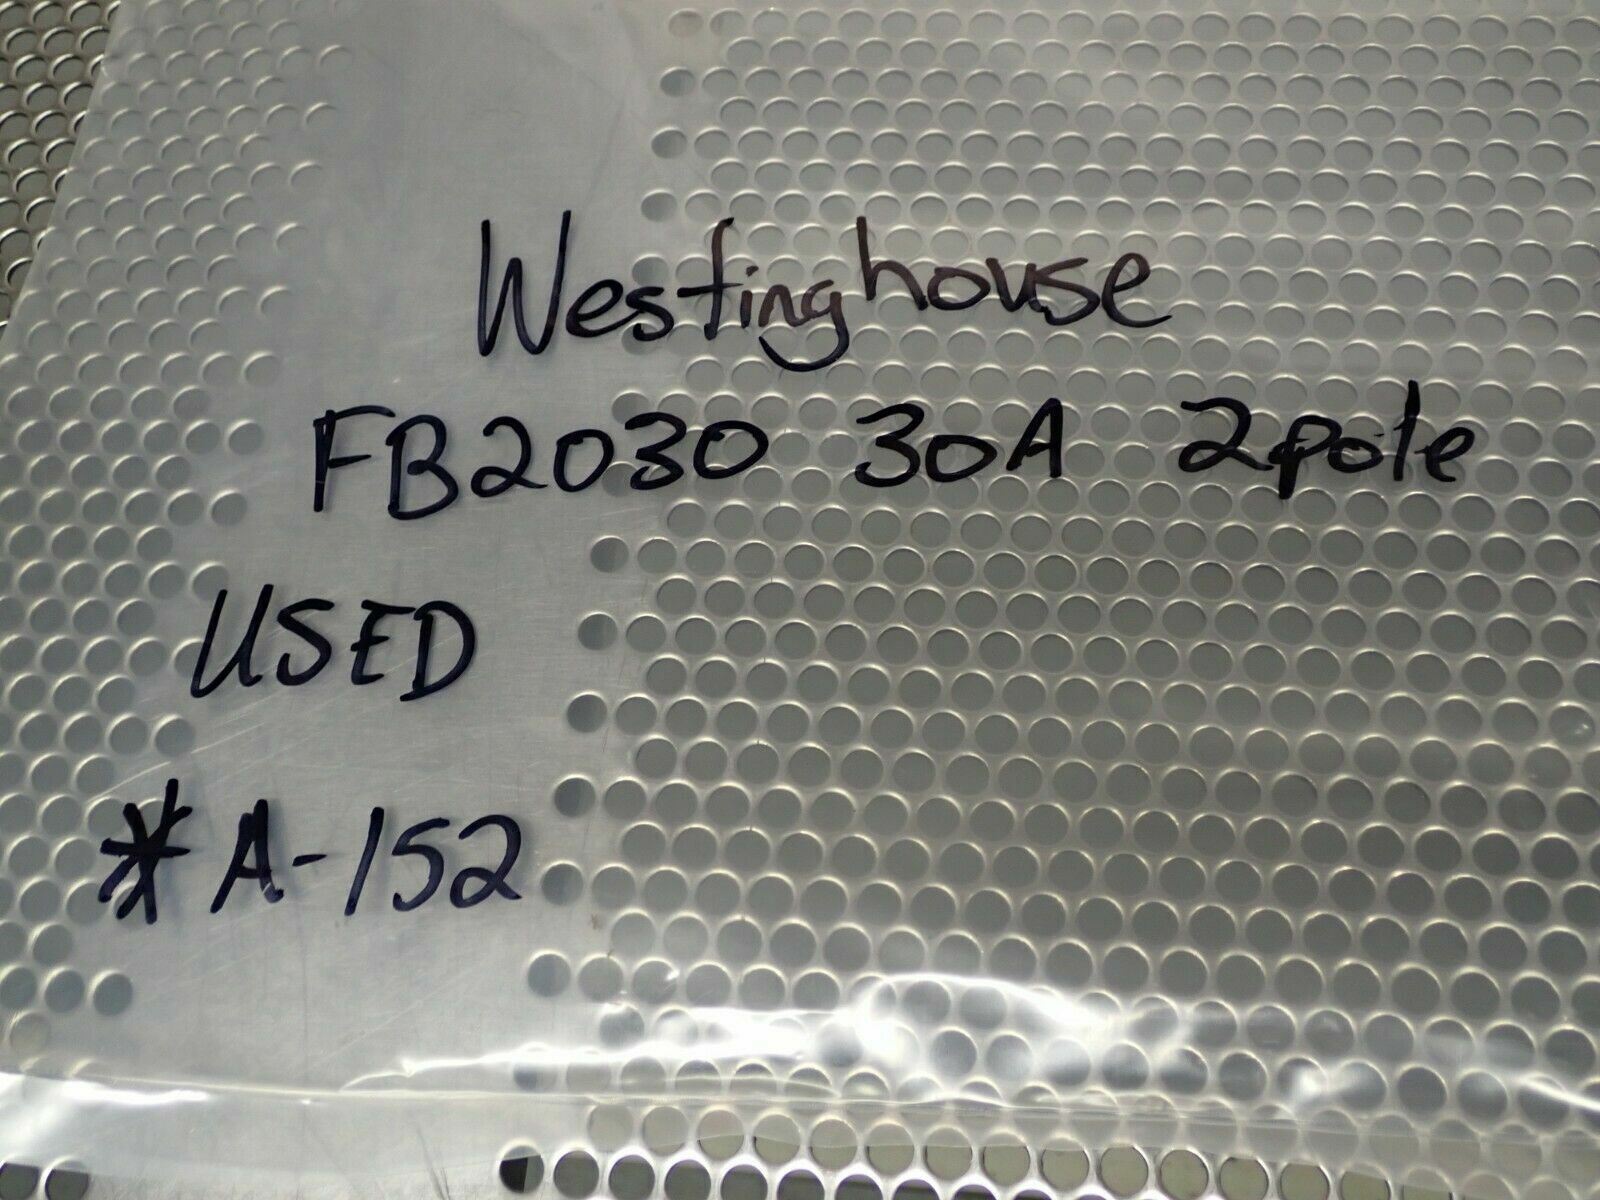 Westinghouse
FB2030 30A 2pole
USED
*A-152